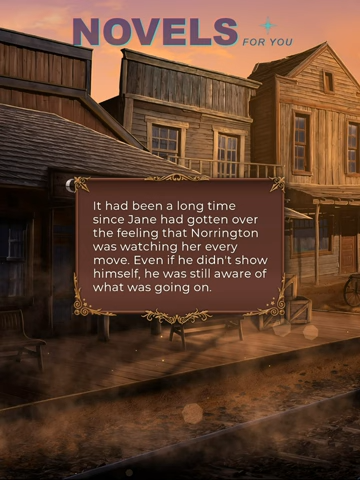 NOVELS
FOR YOU
It had been a long time
since Jane had gotten over
the feeling that Norrington
was watching her every
move. Even if he didn't show
himself, he was still aware of
what was going on.